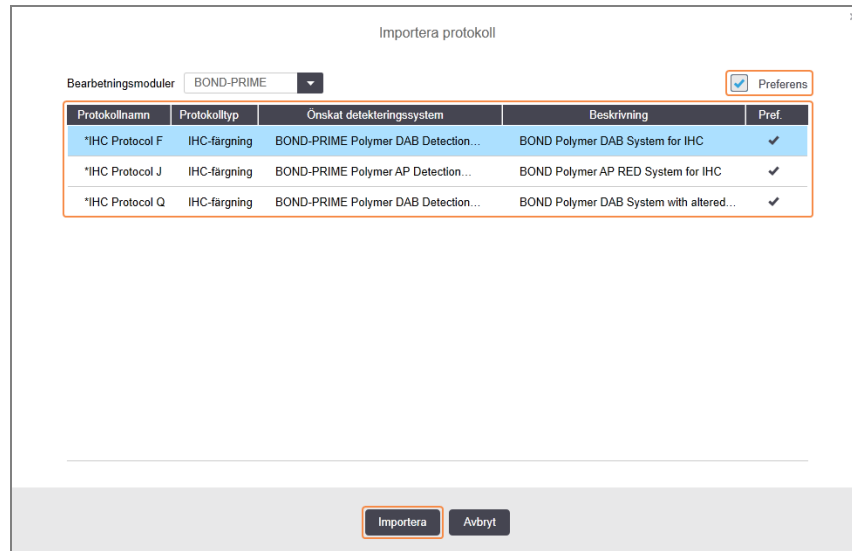 Importera protokoll
Bearbetningsmoduler BOND-PRIME Preferens
Protokollnamn Protokolltyp Önskat detekteringssystem Beskrivning Pref.
*IHC Protocol F IHC-färgning BOND-PRIME Polymer DAB Detection... BOND Polymer DAB System for IHC ✔
*IHC Protocol J IHC-färgning BOND-PRIME Polymer AP Detection... BOND Polymer AP RED System for IHC ✔
*IHC Protocol Q IHC-färgning BOND-PRIME Polymer DAB Detection... BOND Polymer DAB System with altered... ✔
Importera Avbryt